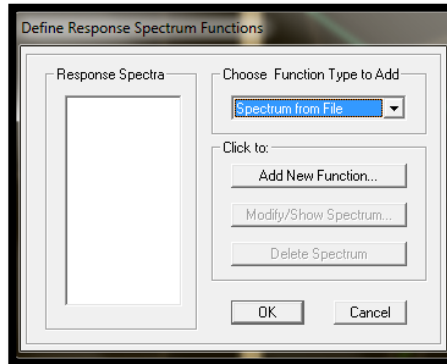 Define Response Spectrum Functions
Response Spectra
Choose Function Type to Add
Spectrum from File
Click to:
Add New Function...
Modify/Show Spectrum...
Delete Spectrum
OK
Cancel